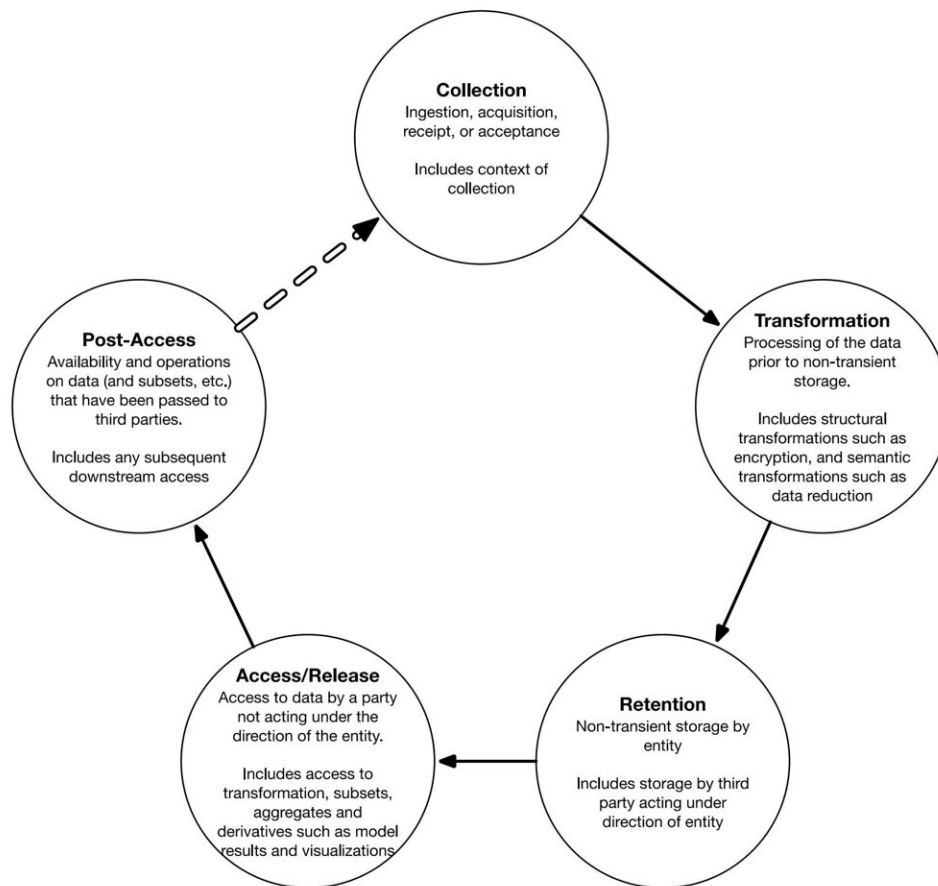 Collection
Ingestion, acquisition,
receipt, or acceptance
Includes context of
collection
Transformation
Processing of the data
prior to non-transient
storage.
Includes structural
transformations such as
encryption, and semantic
transformations such as
data reduction
Retention
Non-transient storage by
entity
Includes storage by third
party acting under
direction of entity
Access/Release
Access to data by a party
not acting under the
direction of the entity.
Includes access to
transformation, subsets,
aggregates and
derivatives such as model
results and visualizations
Post-Access
Availability and operations
on data (and subsets, etc.)
that have been passed to
third parties.
Includes any subsequent
downstream access